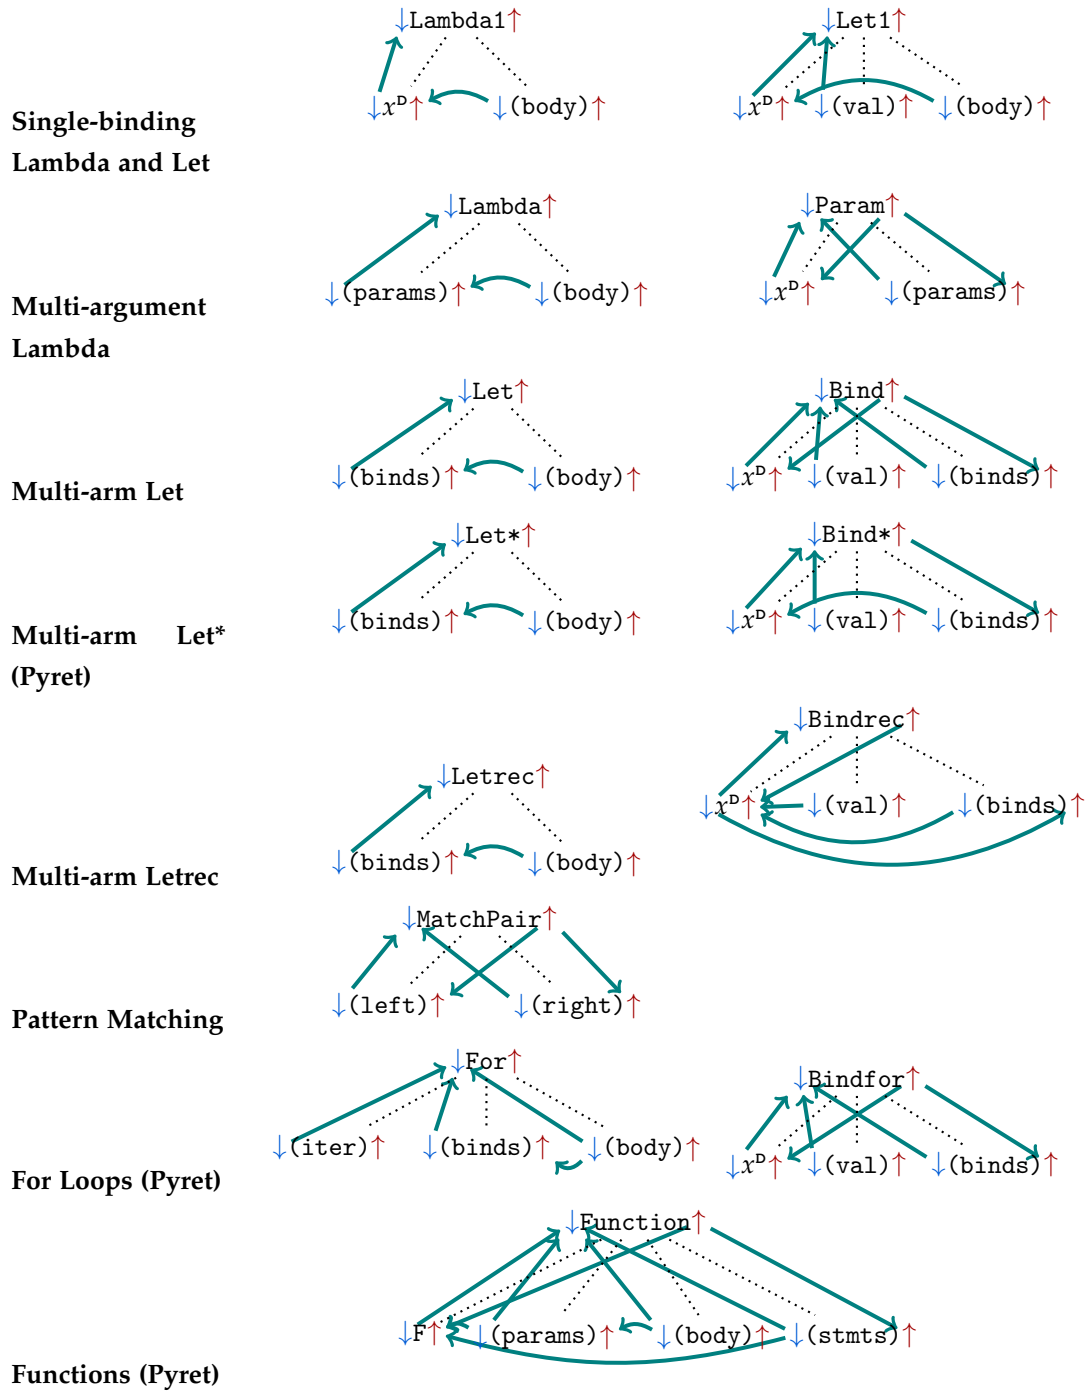 ↓Lambda1↑ ↓Let1↑
↓xᴰ↑ ↓(body)↑ ↓xᴰ↑ ↓(val)↑ ↓(body)↑
Single-binding
Lambda and Let
↓Lambda↑ ↓Param↑
↓(params)↑ ↓(body)↑ ↓xᴰ↑ ↓(params)↑
Multi-argument
Lambda
↓Let↑ ↓Bind↑
↓(binds)↑ ↓(body)↑ ↓xᴰ↑ ↓(val)↑ ↓(binds)↑
Multi-arm Let
↓Let*↑ ↓Bind*↑
↓(binds)↑ ↓(body)↑ ↓xᴰ↑ ↓(val)↑ ↓(binds)↑
Multi-arm Let*
(Pyret)
↓Bindrec↑
↓Letrec↑
↓xᴰ↑ ↓(val)↑ ↓(binds)↑
↓(binds)↑ ↓(body)↑
Multi-arm Letrec
↓MatchPair↑
↓(left)↑ ↓(right)↑
Pattern Matching
↓For↑ ↓Bindfor↑
↓(iter)↑ ↓(binds)↑ ↓(body)↑ ↓xᴰ↑ ↓(val)↑ ↓(binds)↑
For Loops (Pyret)
↓Function↑
↓F↑ ↓(params)↑ ↓(body)↑ ↓(stmts)↑
Functions (Pyret)